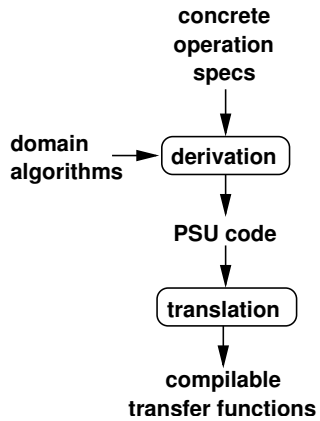 concrete
operation
specs
domain
algorithms
derivation
PSU code
translation
compilable
transfer functions